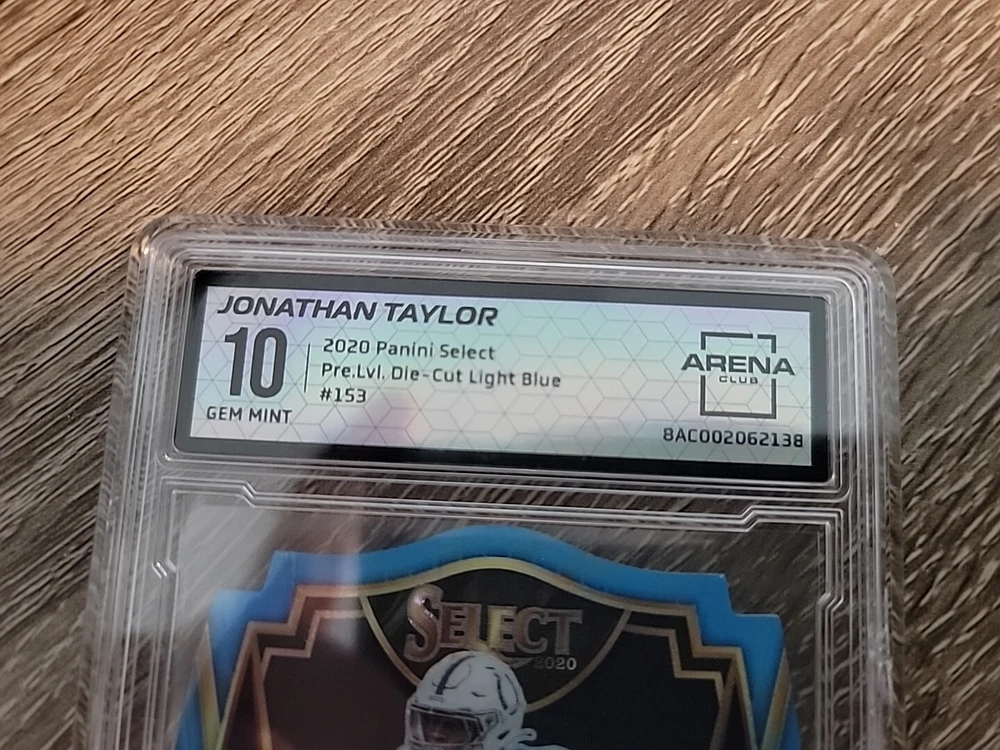 JONATHAN TAYLOR
10
GEM MINT
2020 Panini Select
Pre.Lvl. Die-Cut Light Blue
#153
ARENA
CLUB
8AC002062138
SELECT
2020